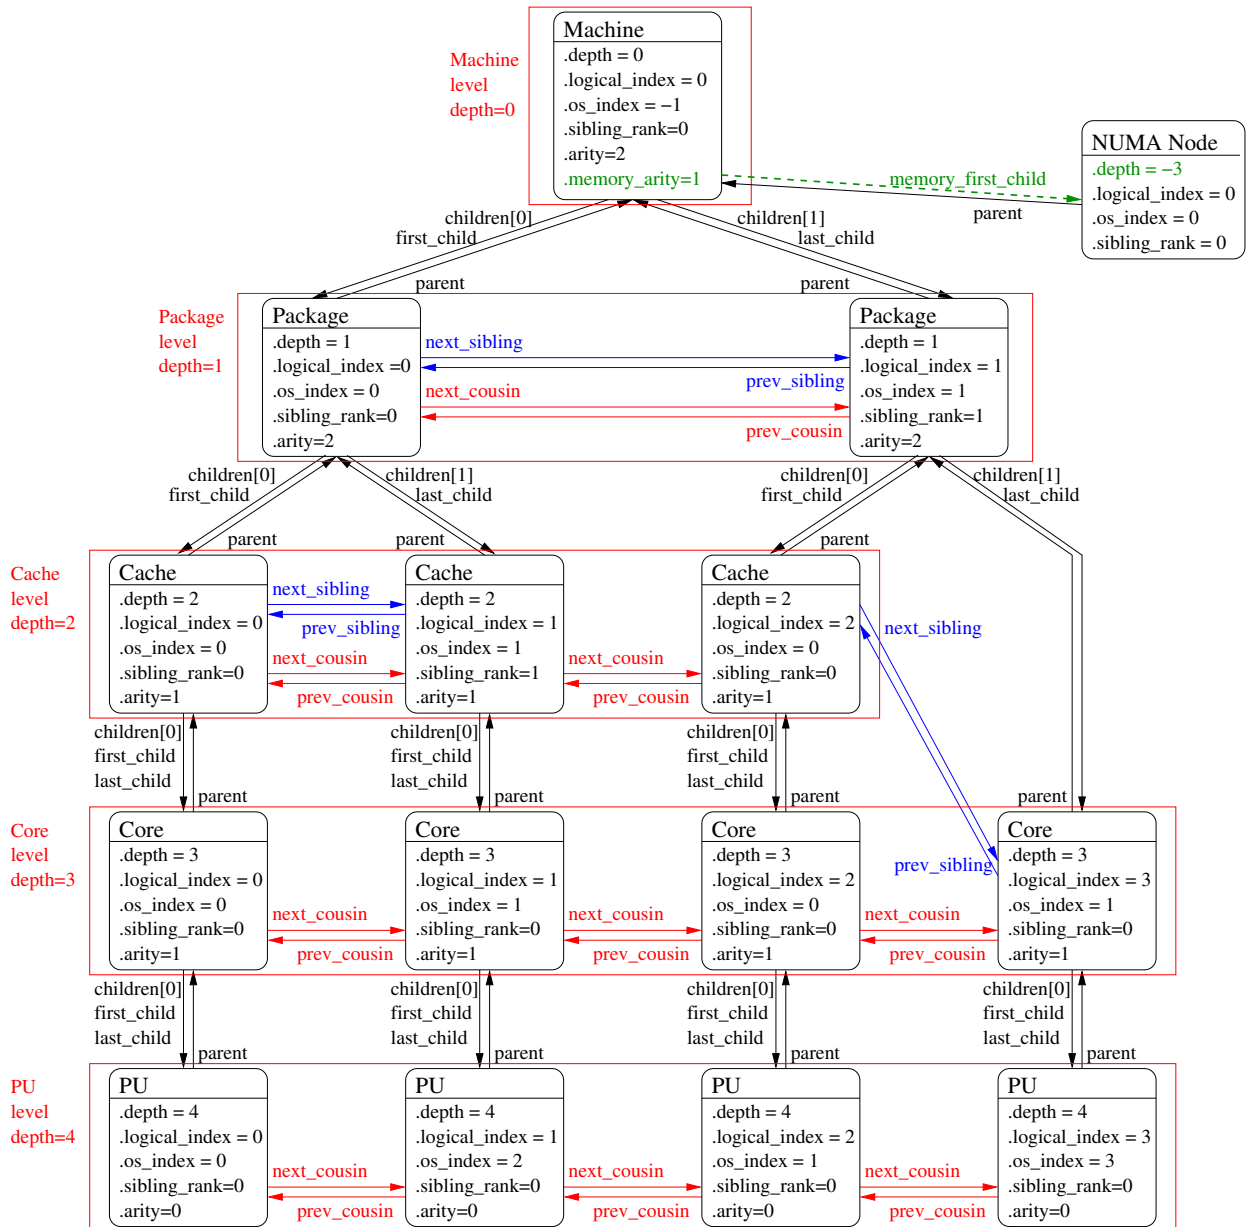 Machine
.depth = 0
.logical_index = 0
.os_index = −1
.sibling_rank=0
.arity=2
.memory_arity=1
Machine
level
depth=0
NUMA Node
.depth = −3
.logical_index = 0
.os_index = 0
.sibling_rank = 0
memory_first_child
parent
children[0]
first_child
children[1]
last_child
parent
parent
Package
level
depth=1
Package
.depth = 1
.logical_index =0
.os_index = 0
.sibling_rank=0
.arity=2
next_sibling
prev_sibling
next_cousin
prev_cousin
Package
.depth = 1
.logical_index = 1
.os_index = 1
.sibling_rank=1
.arity=2
children[0]
first_child
children[1]
last_child
children[0]
first_child
children[1]
last_child
parent
parent
parent
Cache
level
depth=2
Cache
.depth = 2
.logical_index = 0
.os_index = 0
.sibling_rank=0
.arity=1
next_sibling
prev_sibling
next_cousin
prev_cousin
Cache
.depth = 2
.logical_index = 1
.os_index = 1
.sibling_rank=1
.arity=1
next_cousin
prev_cousin
Cache
.depth = 2
.logical_index = 2
.os_index = 0
.sibling_rank=0
.arity=1
next_sibling
prev_sibling
children[0]
first_child
last_child
parent
children[0]
first_child
last_child
parent
children[0]
first_child
last_child
parent
parent
Core
level
depth=3
Core
.depth = 3
.logical_index = 0
.os_index = 0
.sibling_rank=0
.arity=1
next_cousin
prev_cousin
Core
.depth = 3
.logical_index = 1
.os_index = 1
.sibling_rank=0
.arity=1
next_cousin
prev_cousin
Core
.depth = 3
.logical_index = 2
.os_index = 0
.sibling_rank=0
.arity=1
next_cousin
prev_cousin
Core
.depth = 3
.logical_index = 3
.os_index = 1
.sibling_rank=0
.arity=1
children[0]
first_child
last_child
parent
children[0]
first_child
last_child
parent
children[0]
first_child
last_child
parent
children[0]
first_child
last_child
parent
PU
level
depth=4
PU
.depth = 4
.logical_index = 0
.os_index = 0
.sibling_rank=0
.arity=0
next_cousin
prev_cousin
PU
.depth = 4
.logical_index = 1
.os_index = 2
.sibling_rank=0
.arity=0
next_cousin
prev_cousin
PU
.depth = 4
.logical_index = 2
.os_index = 1
.sibling_rank=0
.arity=0
next_cousin
prev_cousin
PU
.depth = 4
.logical_index = 3
.os_index = 3
.sibling_rank=0
.arity=0